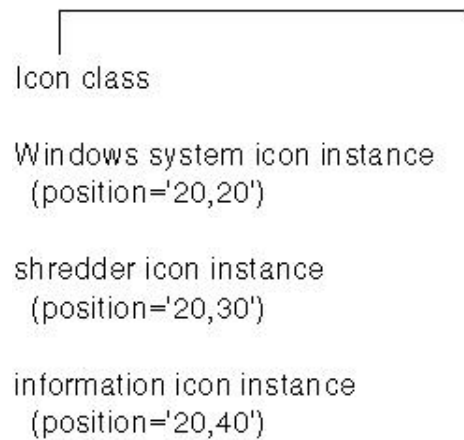 Icon class
Windows system icon instance
(position='20,20')
shredder icon instance
(position='20,30')
information icon instance
(position='20,40')